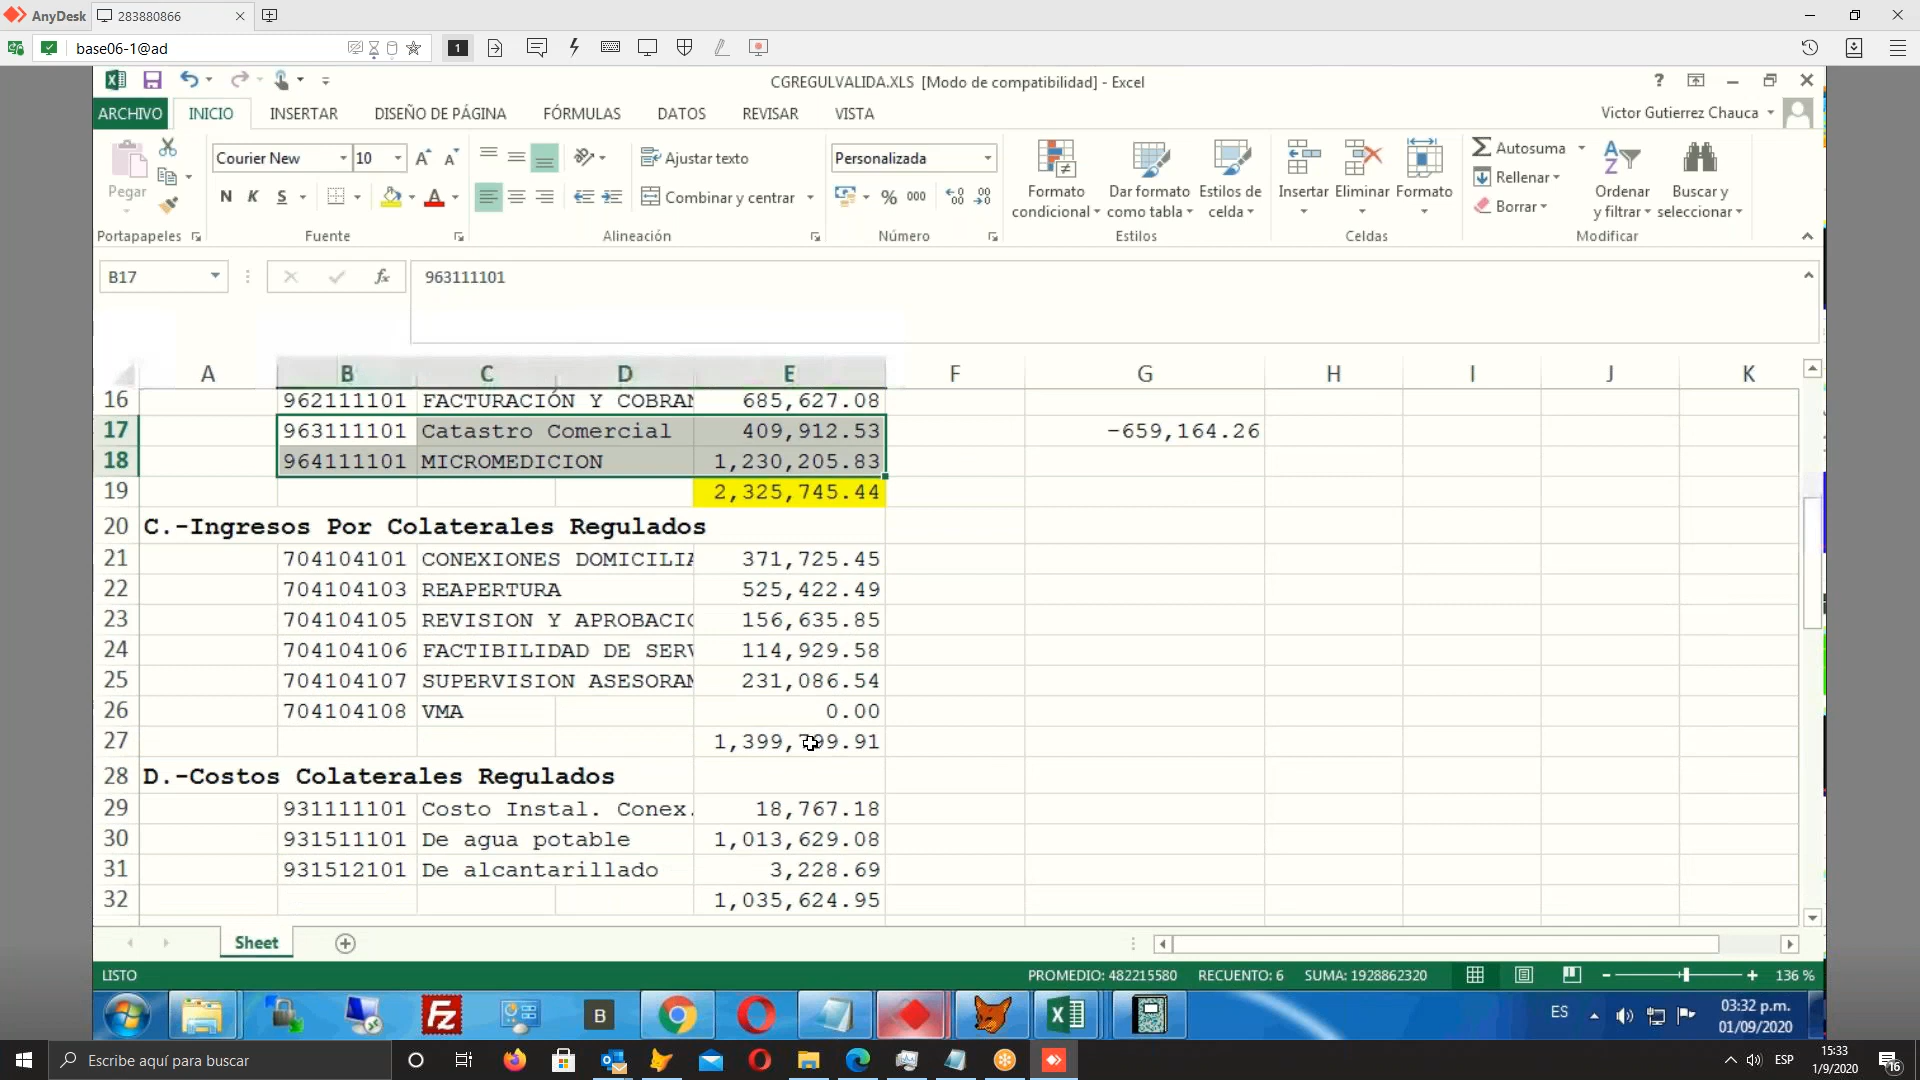 AnyDesk 283880866
base06-1@ad 1
CGREGULVALIDA.XLS [Modo de compatibilidad] - Excel
ARCHIVO INICIO INSERTAR DISEÑO DE PÁGINA FÓRMULAS DATOS REVISAR VISTA Victor Gutierrez Chauca
Courier New 10 Ajustar texto Personalizada Autosuma
Pegar Formato Dar formato Estilos de Insertar Eliminar Formato Rellenar Ordenar Buscar y
N K S Combinar y centrar % 000 condicional como tabla celda Borrar y filtrar seleccionar
Portapapeles Fuente Alineación Número Estilos Celdas Modificar
B17 fx 963111101
A B C D E F G H I J K
16 962111101 FACTURACIÓN Y COBRAN 685,627.08
17 963111101 Catastro Comercial 409,912.53 -659,164.26
18 964111101 MICROMEDICION 1,230,205.83
19 2,325,745.44
20 C.-Ingresos Por Colaterales Regulados
21 704104101 CONEXIONES DOMICILIA 371,725.45
22 704104103 REAPERTURA 525,422.49
23 704104105 REVISION Y APROBACIO 156,635.85
24 704104106 FACTIBILIDAD DE SERV 114,929.58
25 704104107 SUPERVISION ASESORAM 231,086.54
26 704104108 VMA 0.00
27 1,399,799.91
28 D.-Costos Colaterales Regulados
29 931111101 Costo Instal. Conex. 18,767.18
30 931511101 De agua potable 1,013,629.08
31 931512101 De alcantarillado 3,228.69
32 1,035,624.95
Sheet
LISTO PROMEDIO: 482215580 RECUENTO: 6 SUMA: 1928862320 136 %
ES 03:32 p.m.
01/09/2020
Escribe aquí para buscar ESP 15:33
1/9/2020 16